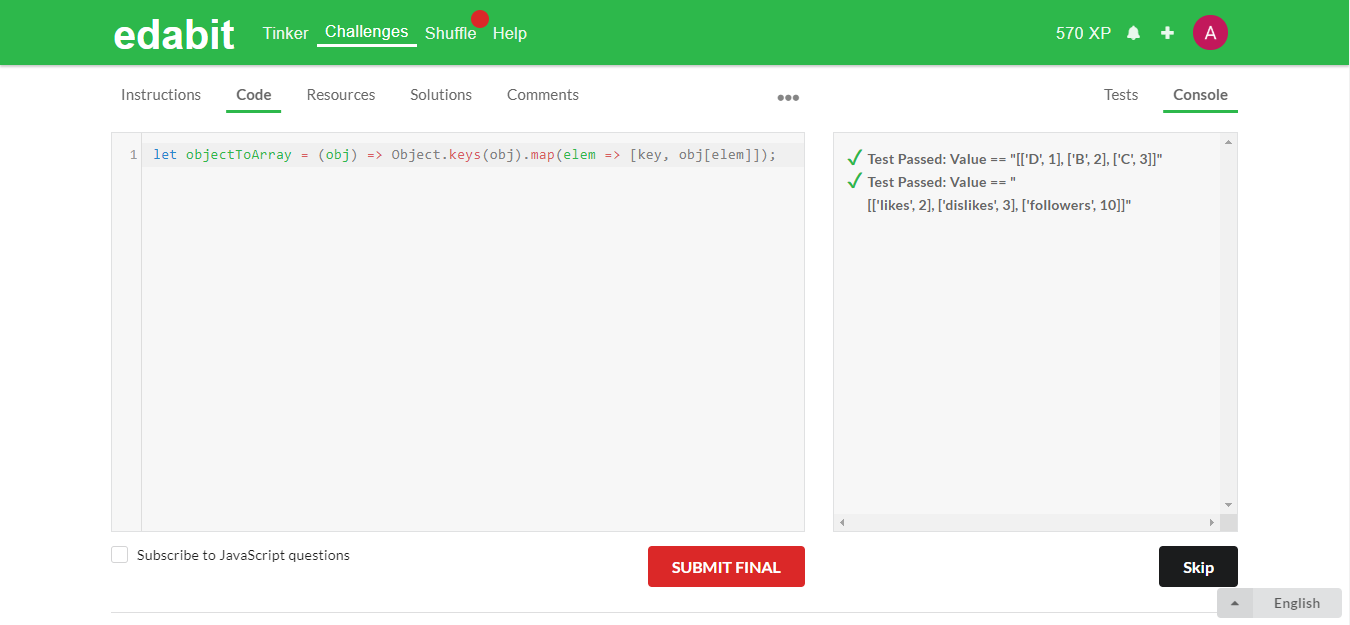 edabit Tinker Challenges Shuffle Help 570 XP A
Instructions Code Resources Solutions Comments Tests Console
1 let objectToArray = (obj) => Object.keys(obj).map(elem => [key, obj[elem]]);
Test Passed: Value == "[['D', 1], ['B', 2], ['C', 3]]"
Test Passed: Value == "
[['likes', 2], ['dislikes', 3], ['followers', 10]]"
Subscribe to JavaScript questions
SUBMIT FINAL
Skip
English